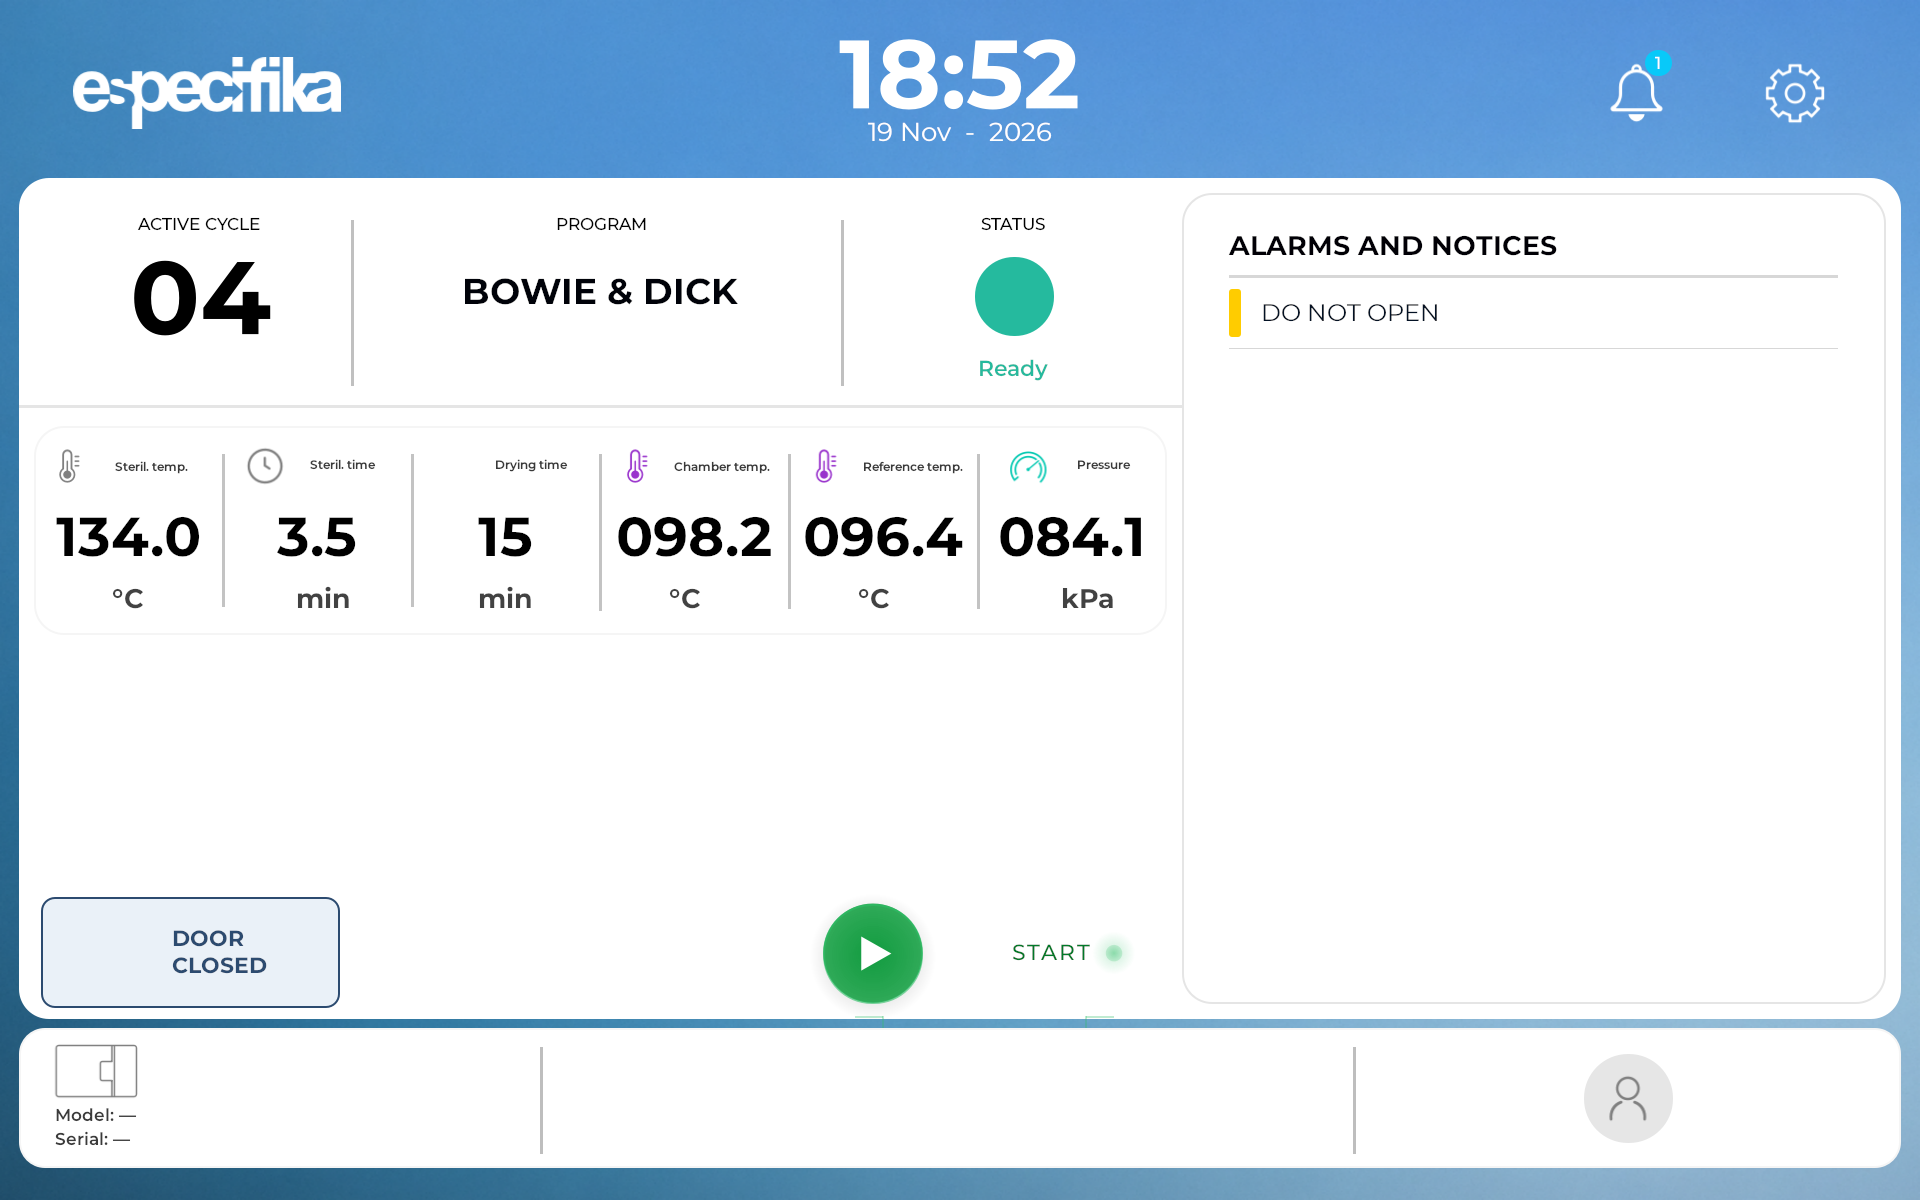 especifika
18:52
19 Nov - 2026
1
ACTIVE CYCLE
04
PROGRAM
BOWIE & DICK
STATUS
Ready
ALARMS AND NOTICES
DO NOT OPEN
Steril. temp.
134.0
°C
Steril. time
3.5
min
Drying time
15
min
Chamber temp.
098.2
°C
Reference temp.
096.4
°C
Pressure
084.1
kPa
DOOR
CLOSED
START
Model: —
Serial: —